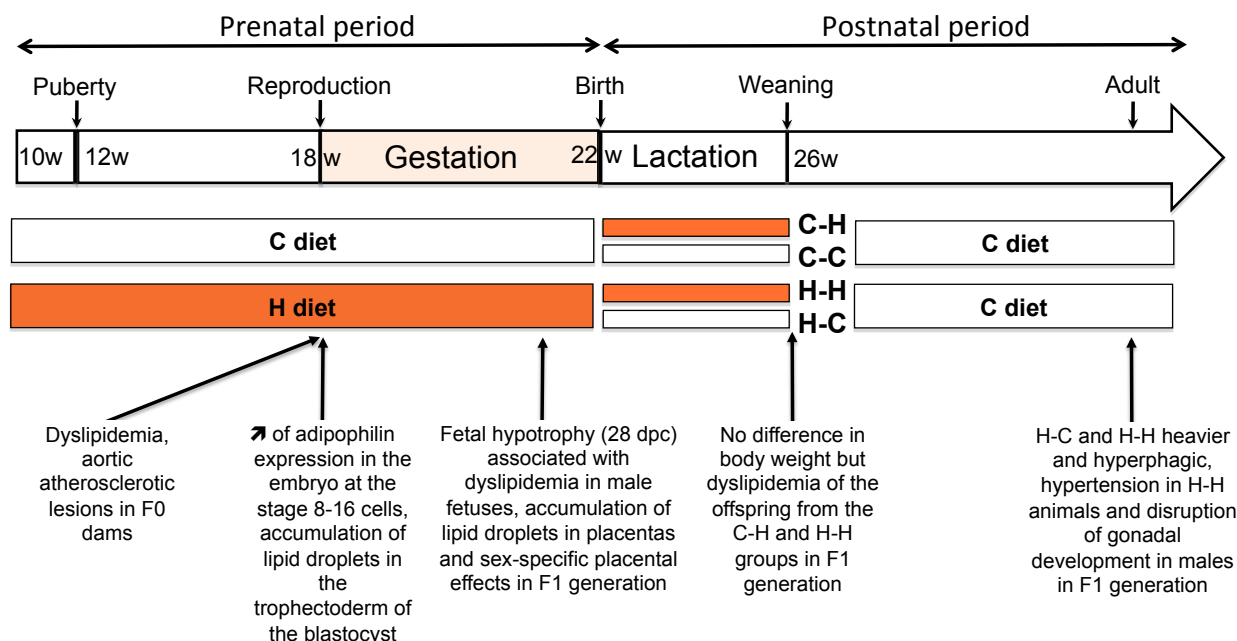 Prenatal period
Postnatal period
Puberty
Reproduction
Birth
Weaning
Adult
10w
12w
18 w
Gestation
22 w
Lactation
26w
C diet
C-H
C-C
C diet
H diet
H-H
H-C
C diet
Dyslipidemia,
aortic
atherosclerotic
lesions in F0
dams
↗ of adipophilin
expression in the
embryo at the
stage 8-16 cells,
accumulation of
lipid droplets in
the
trophectoderm of
the blastocyst
Fetal hypotrophy (28 dpc)
associated with
dyslipidemia in male
fetuses, accumulation of
lipid droplets in placentas
and sex-specific placental
effects in F1 generation
No difference in
body weight but
dyslipidemia of the
offspring from the
C-H and H-H
groups in F1
generation
H-C and H-H heavier
and hyperphagic,
hypertension in H-H
animals and disruption
of gonadal
development in males
in F1 generation